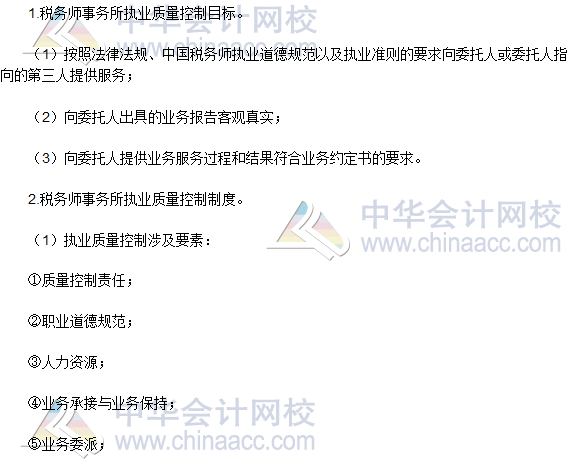 1.税务师事务所执业质量控制目标。
（1）按照法律法规、中国税务师执业道德规范以及执业准则的要求向委托人或委托人指
向的第三人提供服务；
（2）向委托人出具的业务报告客观真实；
（3）向委托人提供业务服务过程和结果符合业务约定书的要求。
2.税务师事务所执业质量控制制度。
（1）执业质量控制涉及要素：
①质量控制责任；
②职业道德规范；
③人力资源；
④业务承接与业务保持；
⑤业务委派；
中华会计网校
www.chinaacc.com
中华会计网校
www.chinaacc.com
中华会计网校
www.chinaacc.com